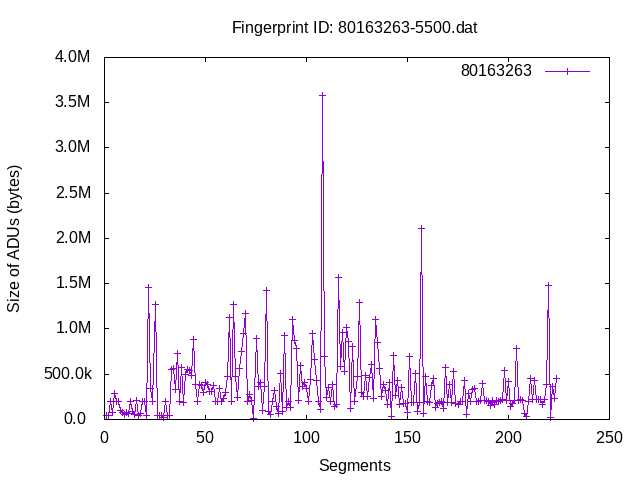 Fingerprint ID: 80163263-5500.dat
80163263
4.0M
3.5M
3.0M
2.5M
2.0M
1.5M
1.0M
500.0k
0.0
Size of ADUs (bytes)
0 50 100 150 200 250
Segments